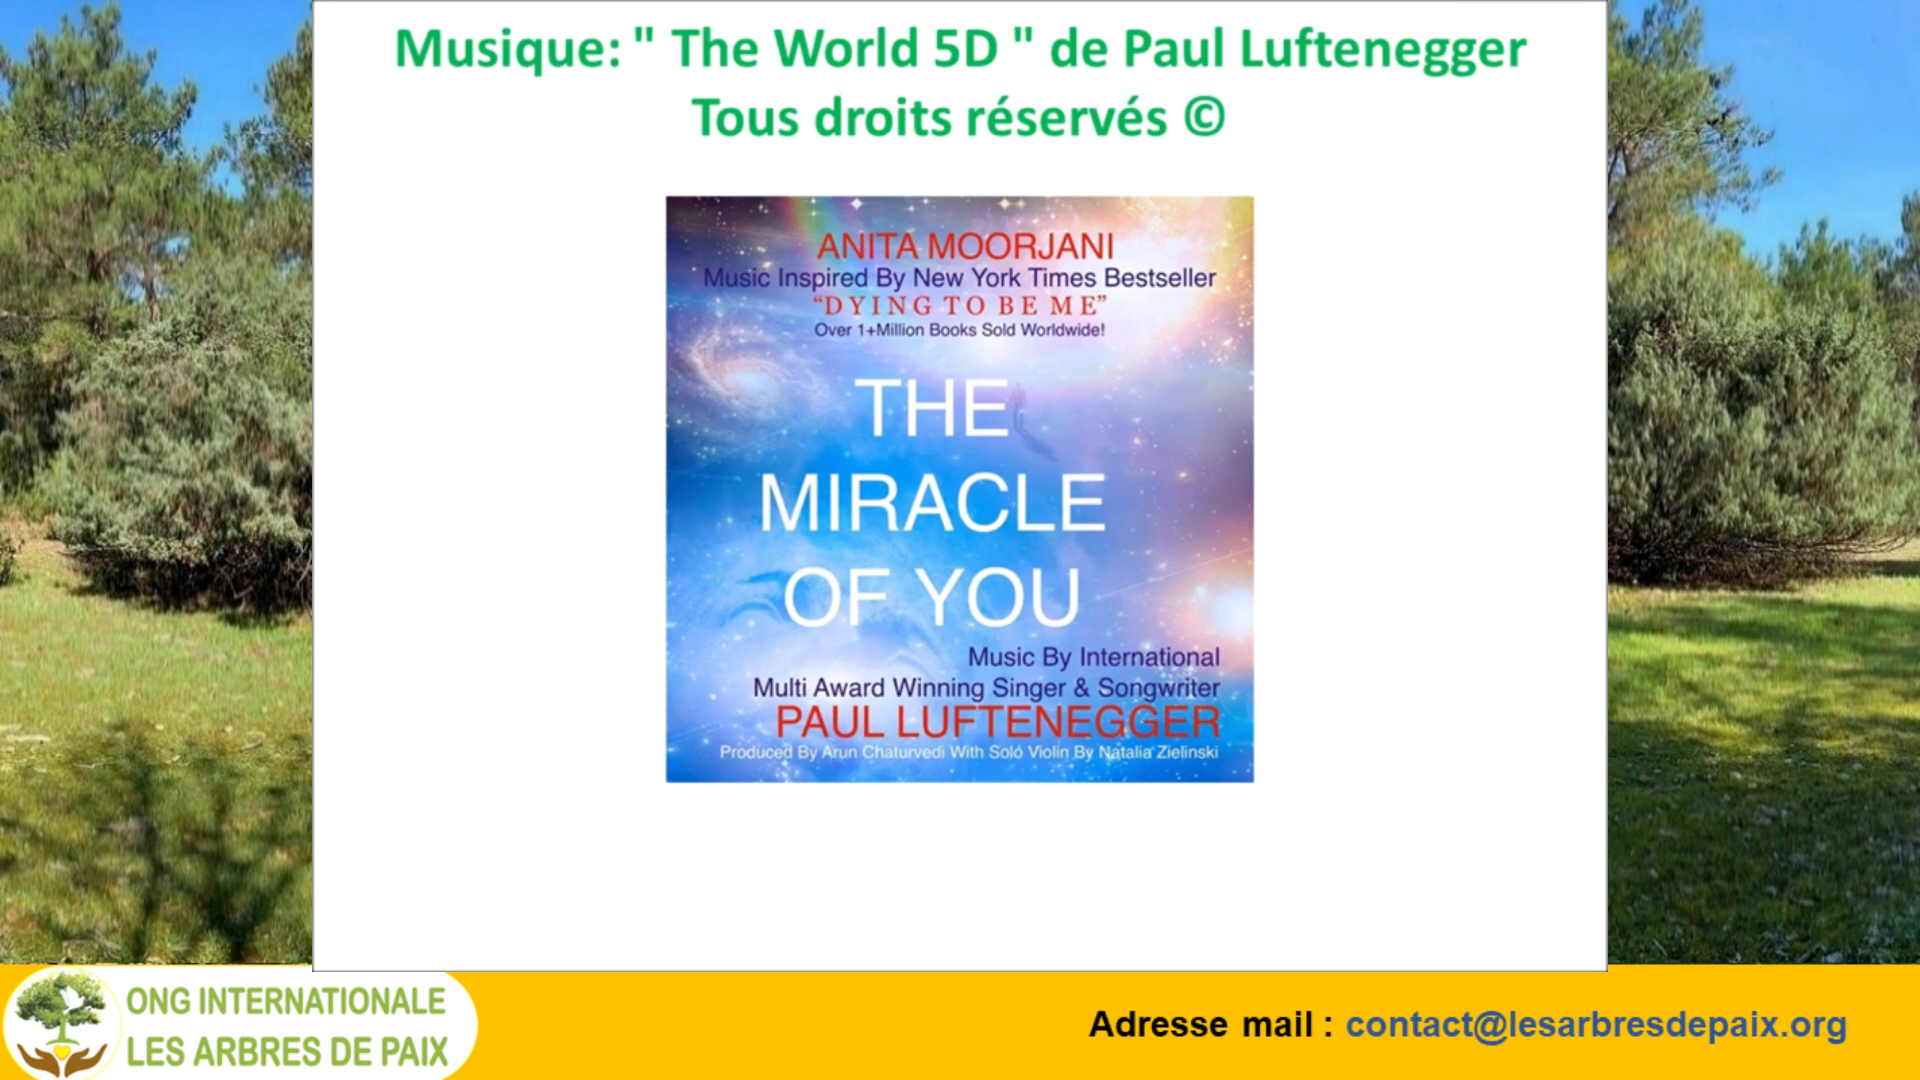 Musique: " The World 5D " de Paul Luftenegger
Tous droits réservés ©
ANITA MOORJANI
Music Inspired By New York Times Bestseller
“DYING TO BE ME”
Over 1+Million Books Sold Worldwide!
THE
MIRACLE
OF YOU
Music By International
Multi Award Winning Singer & Songwriter
PAUL LUFTENEGGER
Produced By Arun Chaturvedi With Solo Violin By Natalia Zielinski
ONG INTERNATIONALE
LES ARBRES DE PAIX
Adresse mail : contact@lesarbresdepaix.org